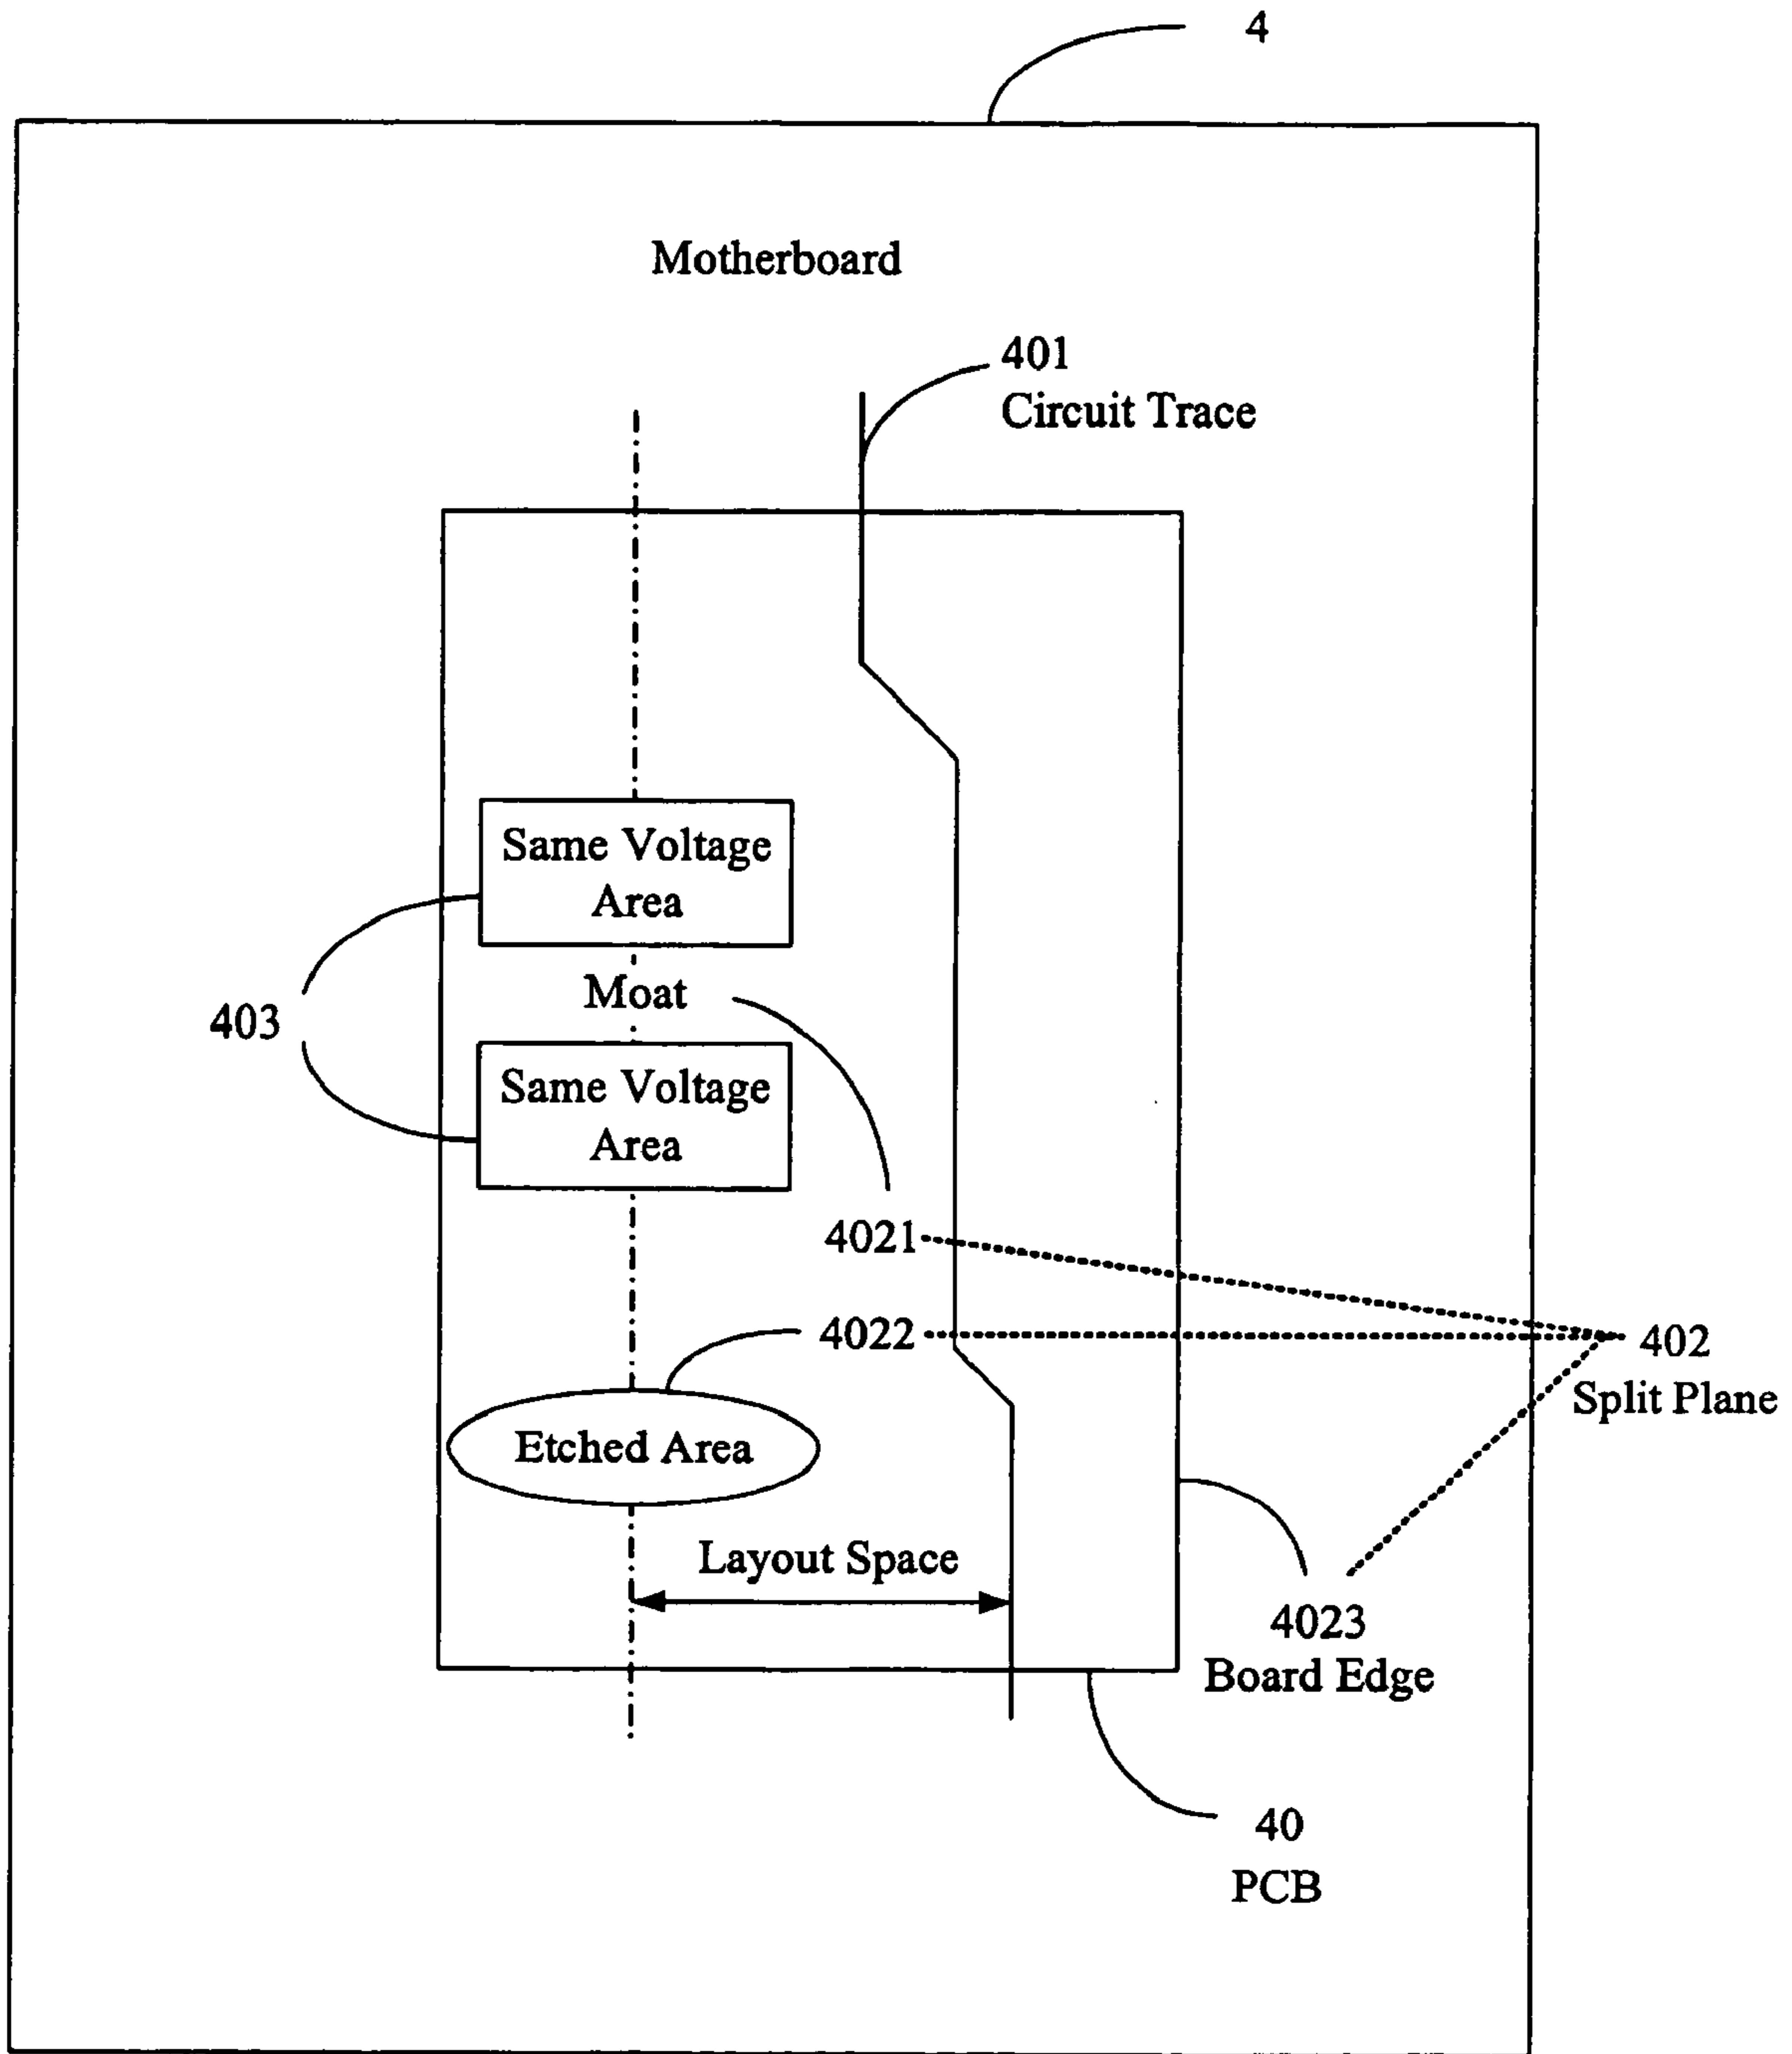 4
Motherboard
401
Circuit Trace
Same Voltage
Area
Moat
403
Same Voltage
Area
4021
4022
402
Split Plane
Etched Area
Layout Space
4023
Board Edge
40
PCB